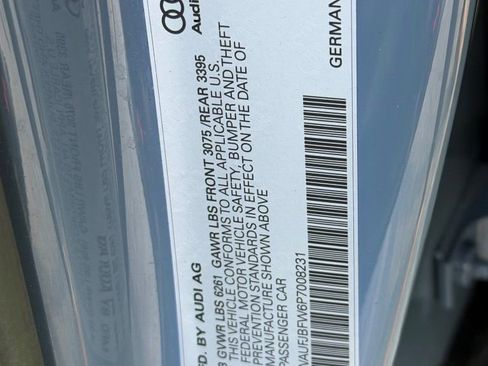 Audi
FD. BY AUDI AG
GVWR LBS 6261 GAWR LBS FRONT 3075 /REAR 3395
THIS VEHICLE CONFORMS TO ALL APPLICABLE U.S.
FEDERAL MOTOR VEHICLE SAFETY, BUMPER AND THEFT
PREVENTION STANDARDS IN EFFECT ON THE DATE OF
MANUFACTURE SHOWN ABOVE
PASSENGER CAR
WAUFJBFW6P7008231
GERMAN